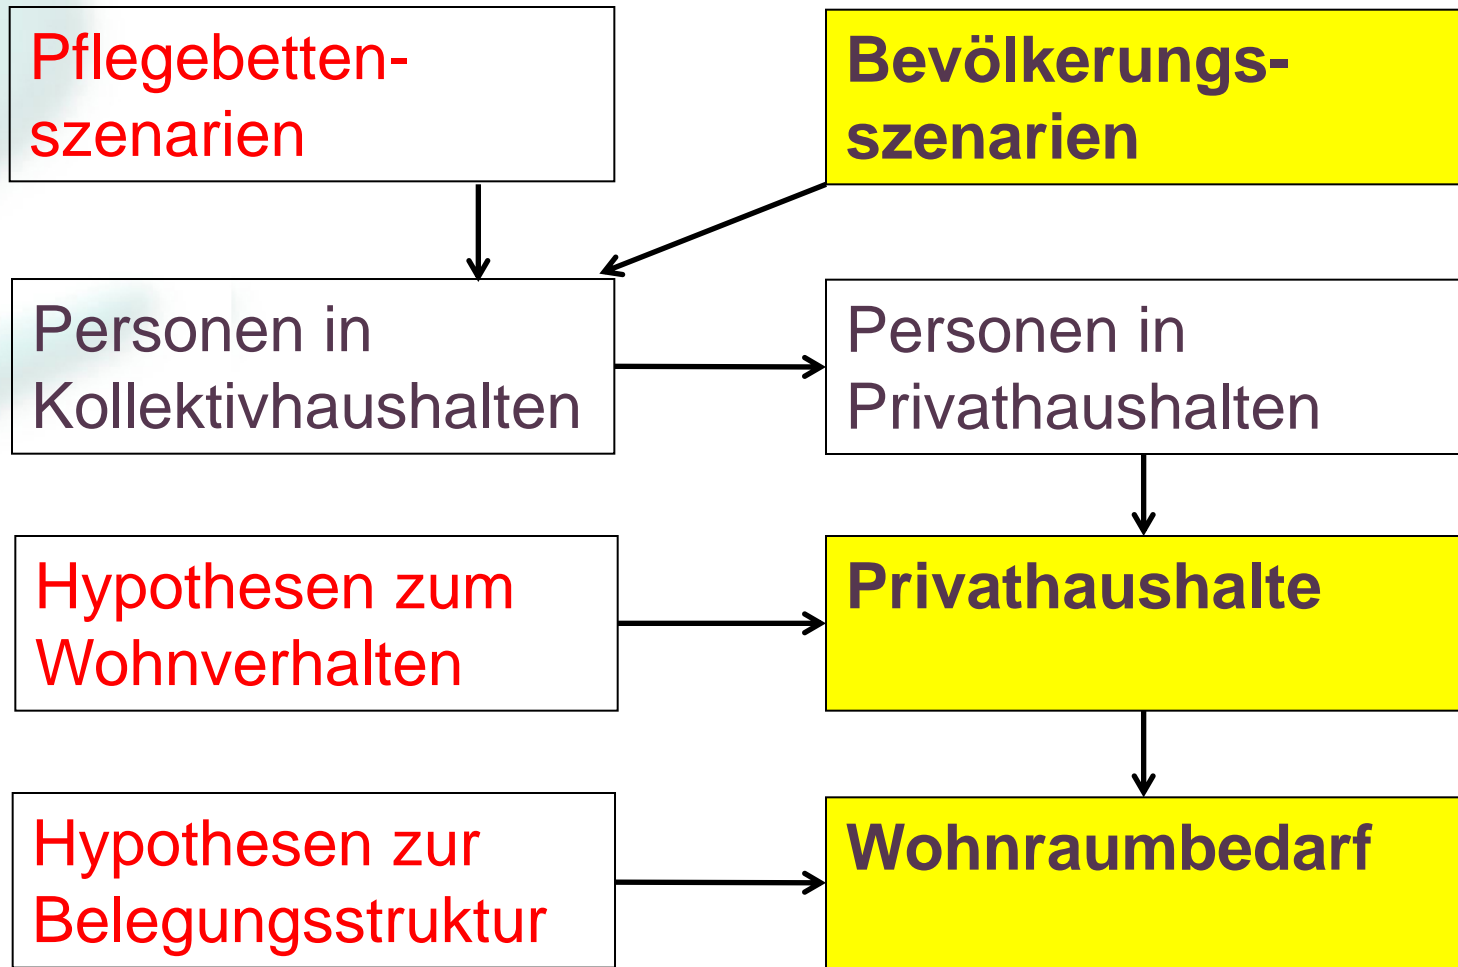 Pflegebetten-
szenarien
Bevölkerungs-
szenarien
Personen in
Kollektivhaushalten
Personen in
Privathaushalten
Hypothesen zum
Wohnverhalten
Privathaushalte
Hypothesen zur
Belegungsstruktur
Wohnraumbedarf